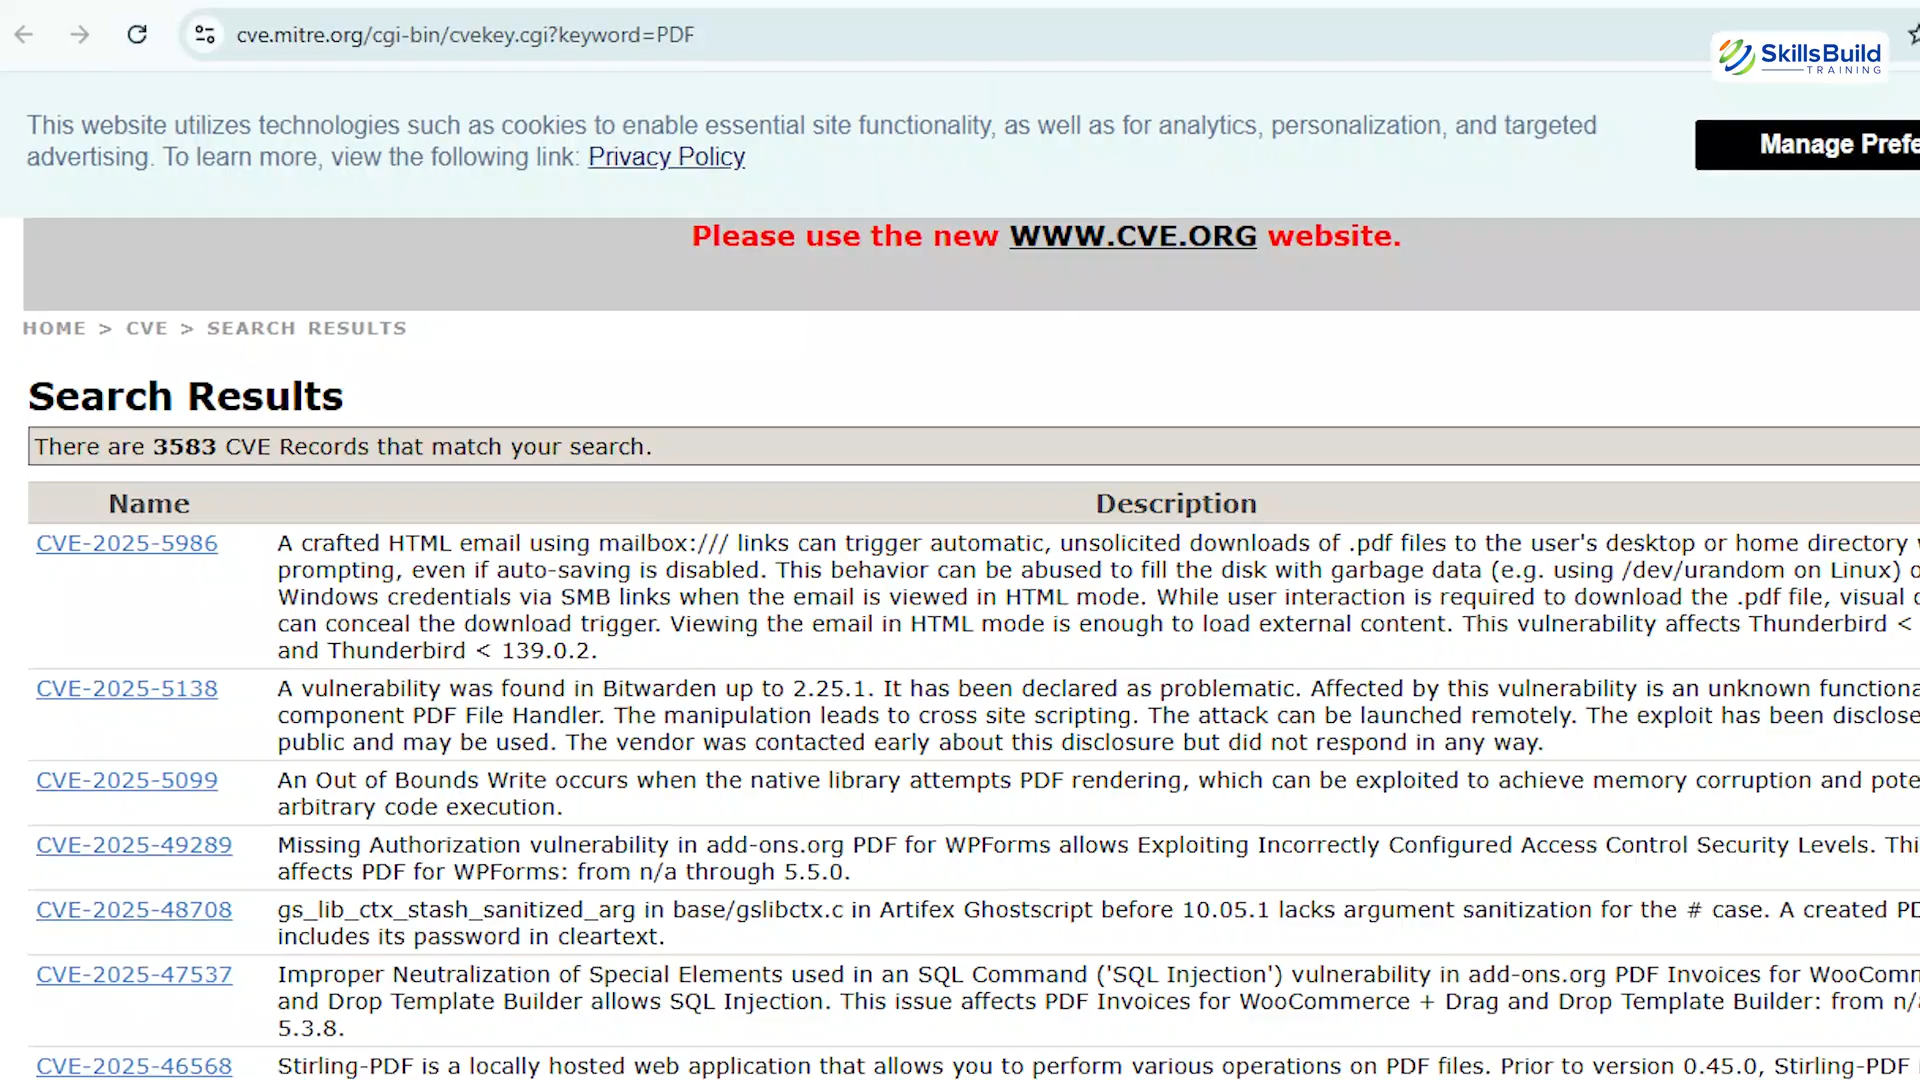 cve.mitre.org/cgi-bin/cvekey.cgi?keyword=PDF
SkillsBuild
TRAINING
This website utilizes technologies such as cookies to enable essential site functionality, as well as for analytics, personalization, and targeted
advertising. To learn more, view the following link: Privacy Policy
Manage
Please use the new WWW.CVE.ORG website.
HOME > CVE > SEARCH RESULTS
Search Results
There are 3583 CVE Records that match your search.
Name Description
CVE-2025-5986 A crafted HTML email using mailbox:/// links can trigger automatic, unsolicited downloads of .pdf files to the user's desktop or home directory
prompting, even if auto-saving is disabled. This behavior can be abused to fill the disk with garbage data (e.g. using /dev/urandom on Linux)
Windows credentials via SMB links when the email is viewed in HTML mode. While user interaction is required to download the .pdf file, visual
can conceal the download trigger. Viewing the email in HTML mode is enough to load external content. This vulnerability affects Thunderbird <
and Thunderbird < 139.0.2.
CVE-2025-5138 A vulnerability was found in Bitwarden up to 2.25.1. It has been declared as problematic. Affected by this vulnerability is an unknown
component PDF File Handler. The manipulation leads to cross site scripting. The attack can be launched remotely. The exploit has been
public and may be used. The vendor was contacted early about this disclosure but did not respond in any way.
CVE-2025-5099 An Out of Bounds Write occurs when the native library attempts PDF rendering, which can be exploited to achieve memory corruption and
arbitrary code execution.
CVE-2025-49289 Missing Authorization vulnerability in add-ons.org PDF for WPForms allows Exploiting Incorrectly Configured Access Control Security Levels.
affects PDF for WPForms: from n/a through 5.5.0.
CVE-2025-48708 gs_lib_ctx_stash_sanitized_arg in base/gslibctx.c in Artifex Ghostscript before 10.05.1 lacks argument sanitization for the # case. A created
includes its password in cleartext.
CVE-2025-47537 Improper Neutralization of Special Elements used in an SQL Command ('SQL Injection') vulnerability in add-ons.org PDF Invoices for
and Drop Template Builder allows SQL Injection. This issue affects PDF Invoices for WooCommerce + Drag and Drop Template Builder: from
5.3.8.
CVE-2025-46568 Stirling-PDF is a locally hosted web application that allows you to perform various operations on PDF files. Prior to version 0.45.0, Stirling-PDF